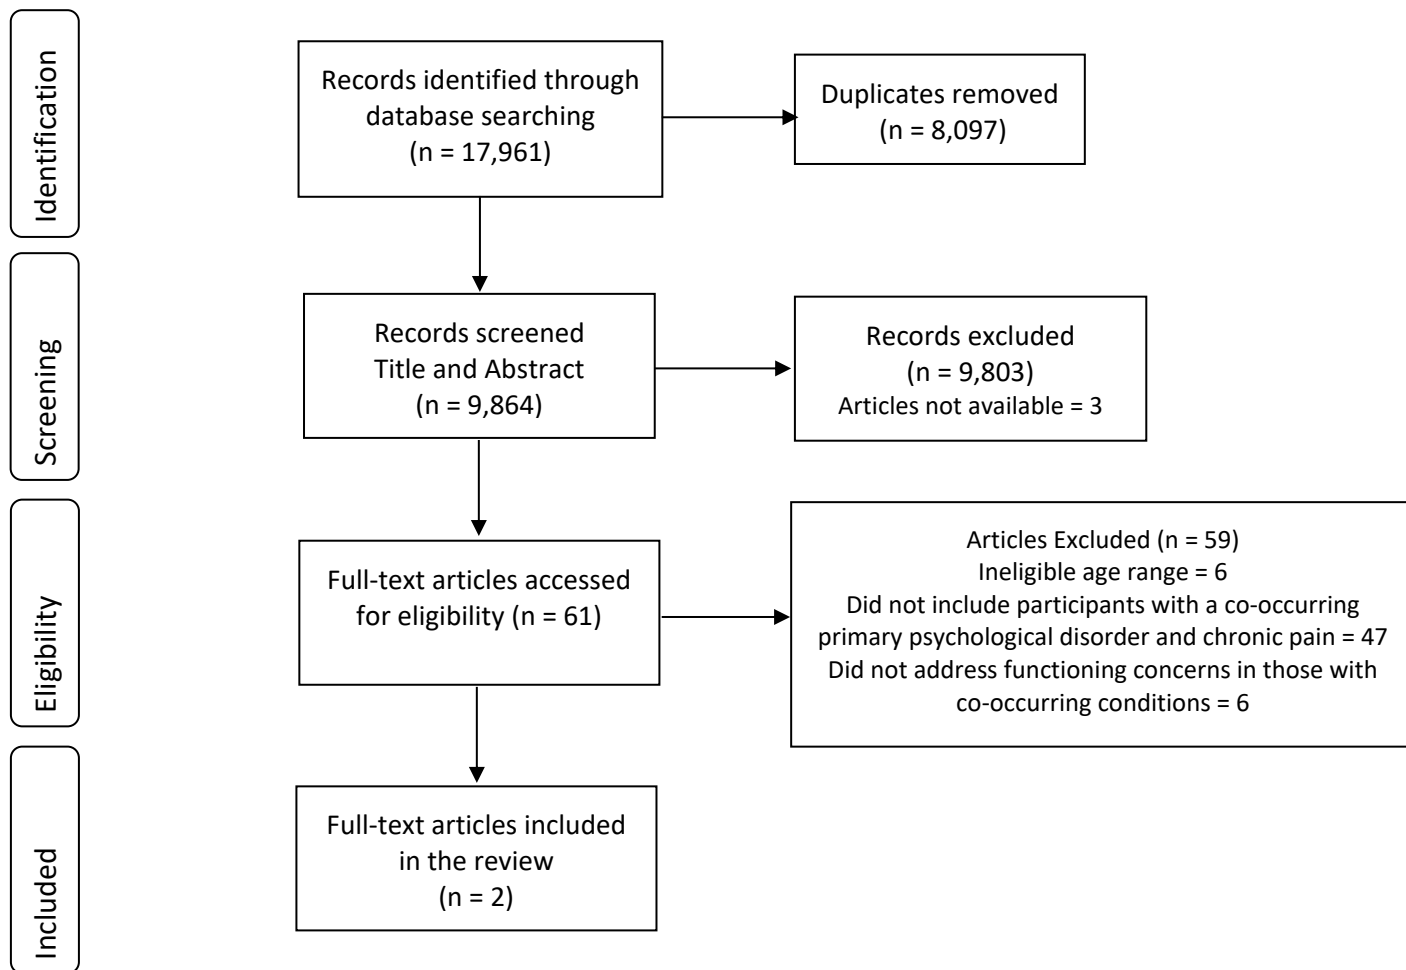 Identification
Records identified through
database searching
(n = 17,961)
Duplicates removed
(n = 8,097)
Screening
Records screened
Title and Abstract
(n = 9,864)
Records excluded
(n = 9,803)
Articles not available = 3
Eligibility
Full-text articles accessed
for eligibility (n = 61)
Articles Excluded (n = 59)
Ineligible age range = 6
Did not include participants with a co-occurring
primary psychological disorder and chronic pain = 47
Did not address functioning concerns in those with
co-occurring conditions = 6
Included
Full-text articles included
in the review
(n = 2)